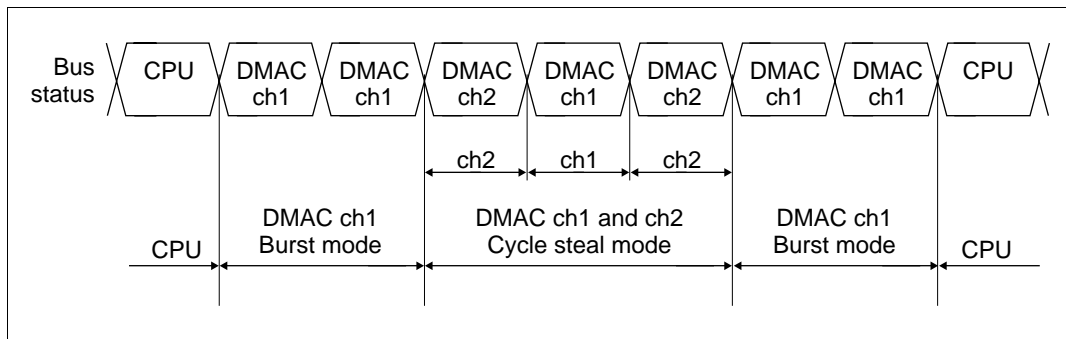 Bus status
CPU
DMAC ch1
DMAC ch1
DMAC ch2
DMAC ch1
DMAC ch2
DMAC ch1
DMAC ch1
CPU
ch2
ch1
ch2
CPU
DMAC ch1
Burst mode
DMAC ch1 and ch2
Cycle steal mode
DMAC ch1
Burst mode
CPU